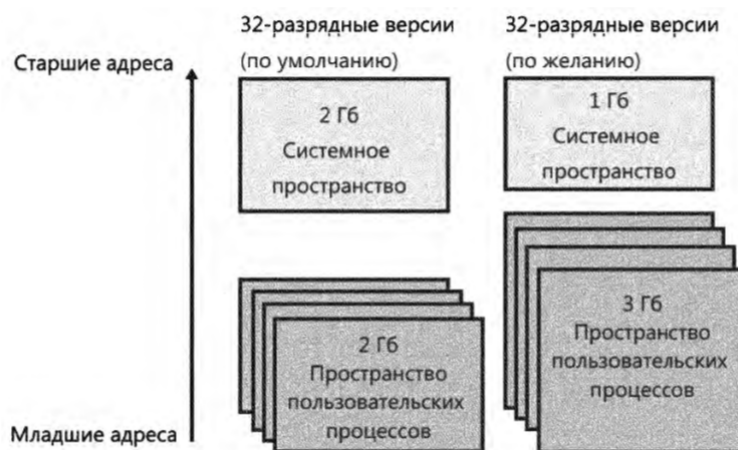 32-разрядные версии
(по умолчанию)
32-разрядные версии
(по желанию)
Старшие адреса
2 Гб
Системное
пространство
1 Гб
Системное
пространство
2 Гб
Пространство
пользовательских
процессов
3 Гб
Пространство
пользовательских
процессов
Младшие адреса